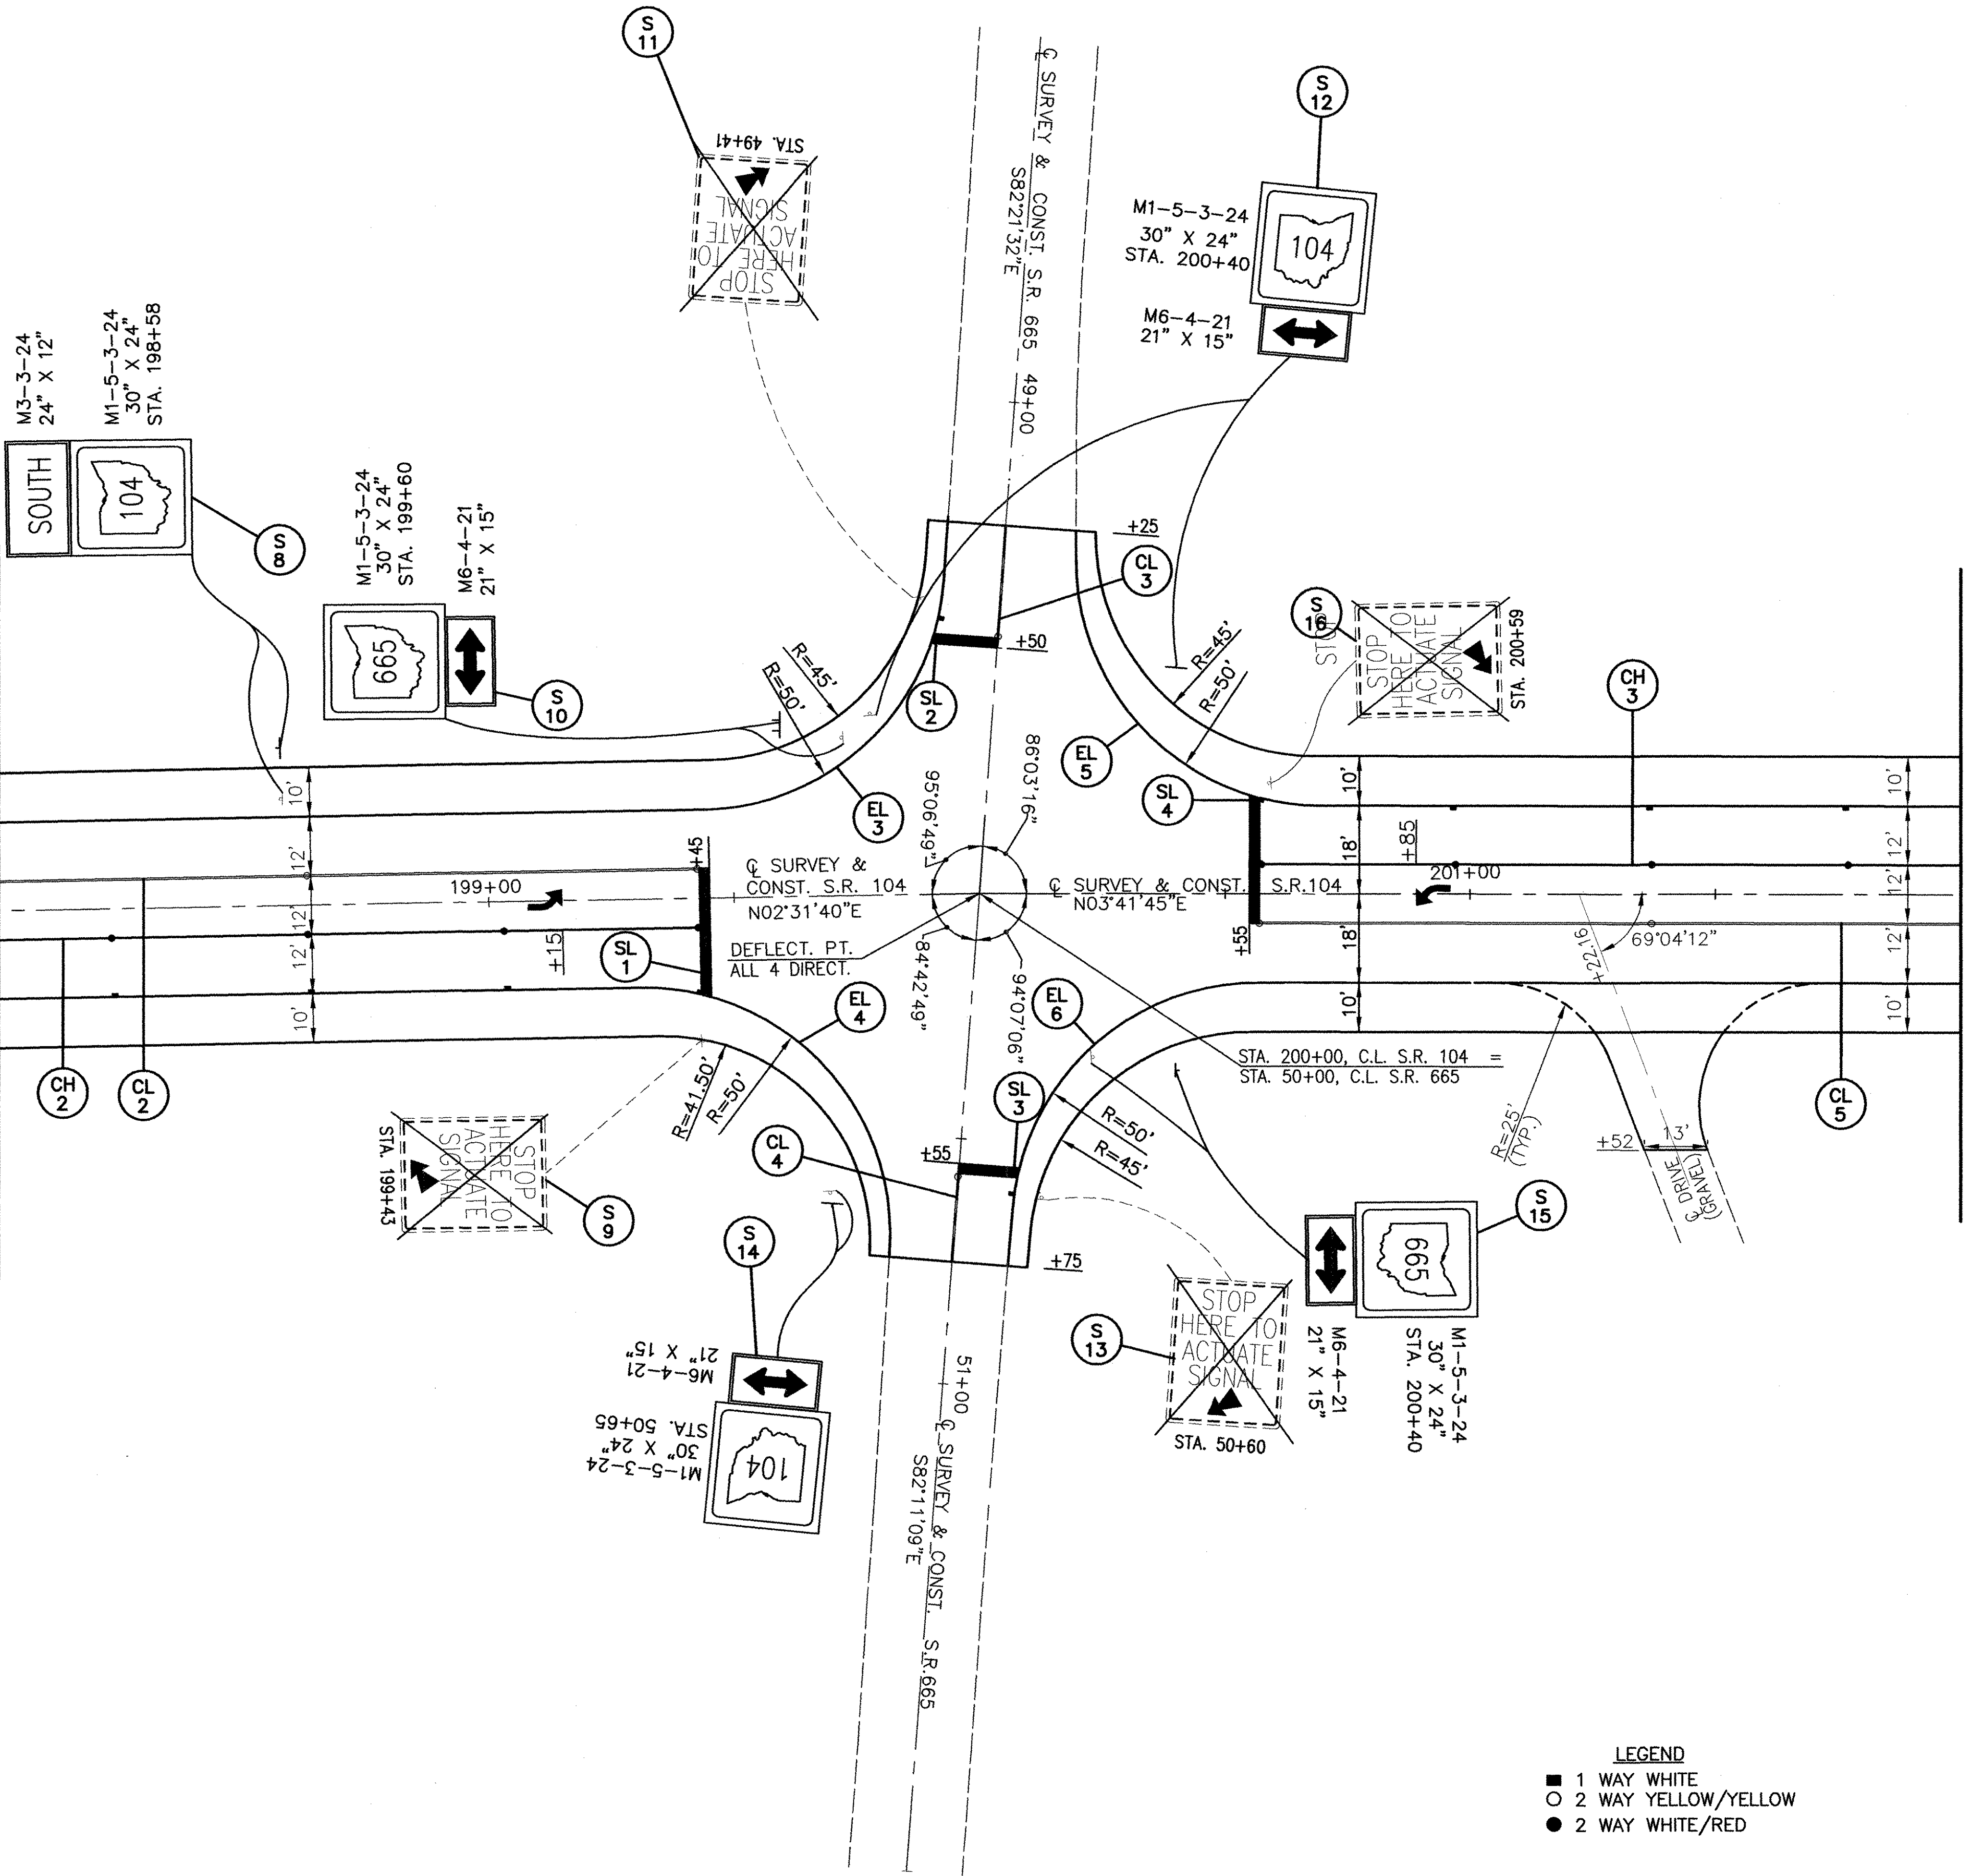 S
11
STA. 49+41
STOP
HERE TO
ACTUATE
SIGNAL
℄ SURVEY & CONST. S.R. 665 49+00
S82°21'32"E
S
12
M1-5-3-24
30" X 24"
STA. 200+40
104
M6-4-21
21" X 15"
M3-3-24
24" X 12"
M1-5-3-24
30" X 24"
STA. 198+58
SOUTH
104
S
8
M1-5-3-24
30" X 24"
STA. 199+60
M6-4-21
21" X 15"
665
S
10
+25
CL
3
+50
SL
2
R=45'
R=50'
R=45'
R=50'
S
16
STOP
STOP
HERE TO
ACTUATE
SIGNAL
STA. 200+59
CH
3
EL
5
EL
3
SL
4
86°03'16"
95°06'49"
84°42'49"
94°07'06"
10'
12'
12'
12'
10'
+45
℄ SURVEY &
CONST. S.R. 104
N02°31'40"E
199+00
+15
SL
1
DEFLECT. PT.
ALL 4 DIRECT.
℄ SURVEY & CONST. S.R.104
N03°41'45"E
10'
18'
18'
10'
+85
201+00
+55
+22.16
69°04'12"
10'
12'
12'
12'
10'
CH
2
CL
2
EL
4
EL
6
R=41.50'
R=50'
STA. 200+00, C.L. S.R. 104 =
STA. 50+00, C.L. S.R. 665
SL
3
R=50'
R=45'
CL
4
+55
+75
R=25'
(TYP.)
+52
13'
℄ DRIVE
(GRAVEL)
CL
5
STOP
HERE TO
ACTUATE
SIGNAL
STA. 199+43
S
9
S
14
M6-4-21
21" X 15"
M1-5-3-24
30" X 24"
STA. 50+65
104
S
13
STOP
HERE TO
ACTUATE
SIGNAL
STA. 50+60
S
15
665
M6-4-21
21" X 15"
M1-5-3-24
30" X 24"
STA. 200+40
51+00 ℄ SURVEY & CONST. S.R.665
S82°11'09"E
LEGEND
1 WAY WHITE
2 WAY YELLOW/YELLOW
2 WAY WHITE/RED